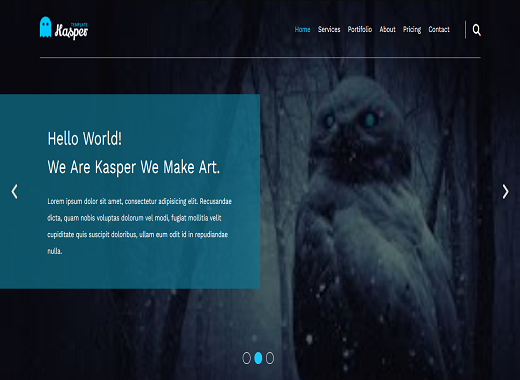 TEMPLATE
Kasper
Home Services Portifolio About Pricing Contact
Hello World!
We Are Kasper We Make Art.
Lorem ipsum dolor sit amet, consectetur adipisicing elit. Recusandae
dicta, quam nobis voluptas dolorum vel modi, fugiat mollitia velit
cupiditate quis suscipit doloribus, ullam eum odit id in repudiandae
nulla.